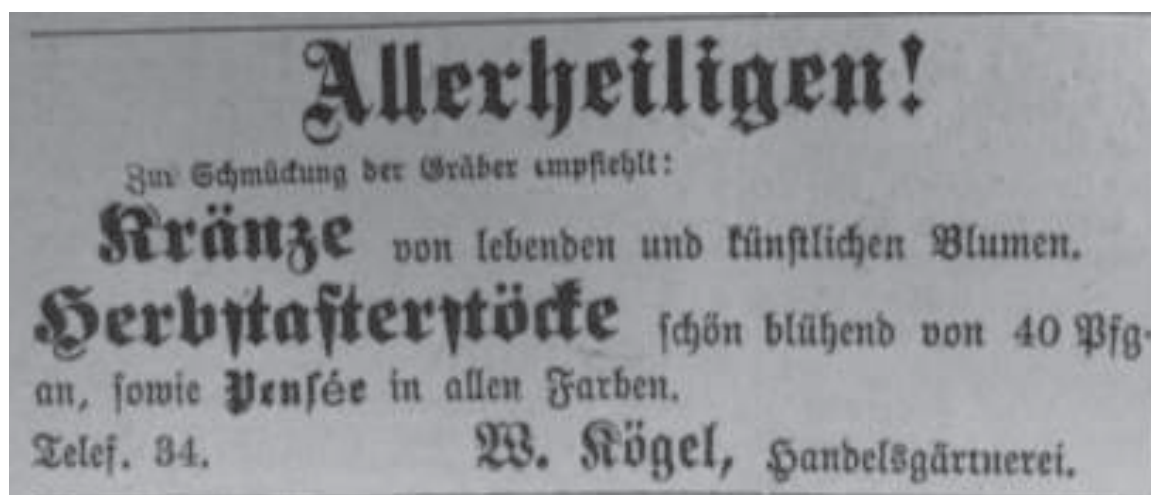 Allerheiligen!
Zur Schmückung der Gräber empfiehlt:
Kränze von lebenden und künstlichen Blumen.
Herbstasterstöcke schön blühend von 40 Pfg.
an, sowie Pensée in allen Farben.
Telef. 34. W. Kögel, Handelsgärtnerei.